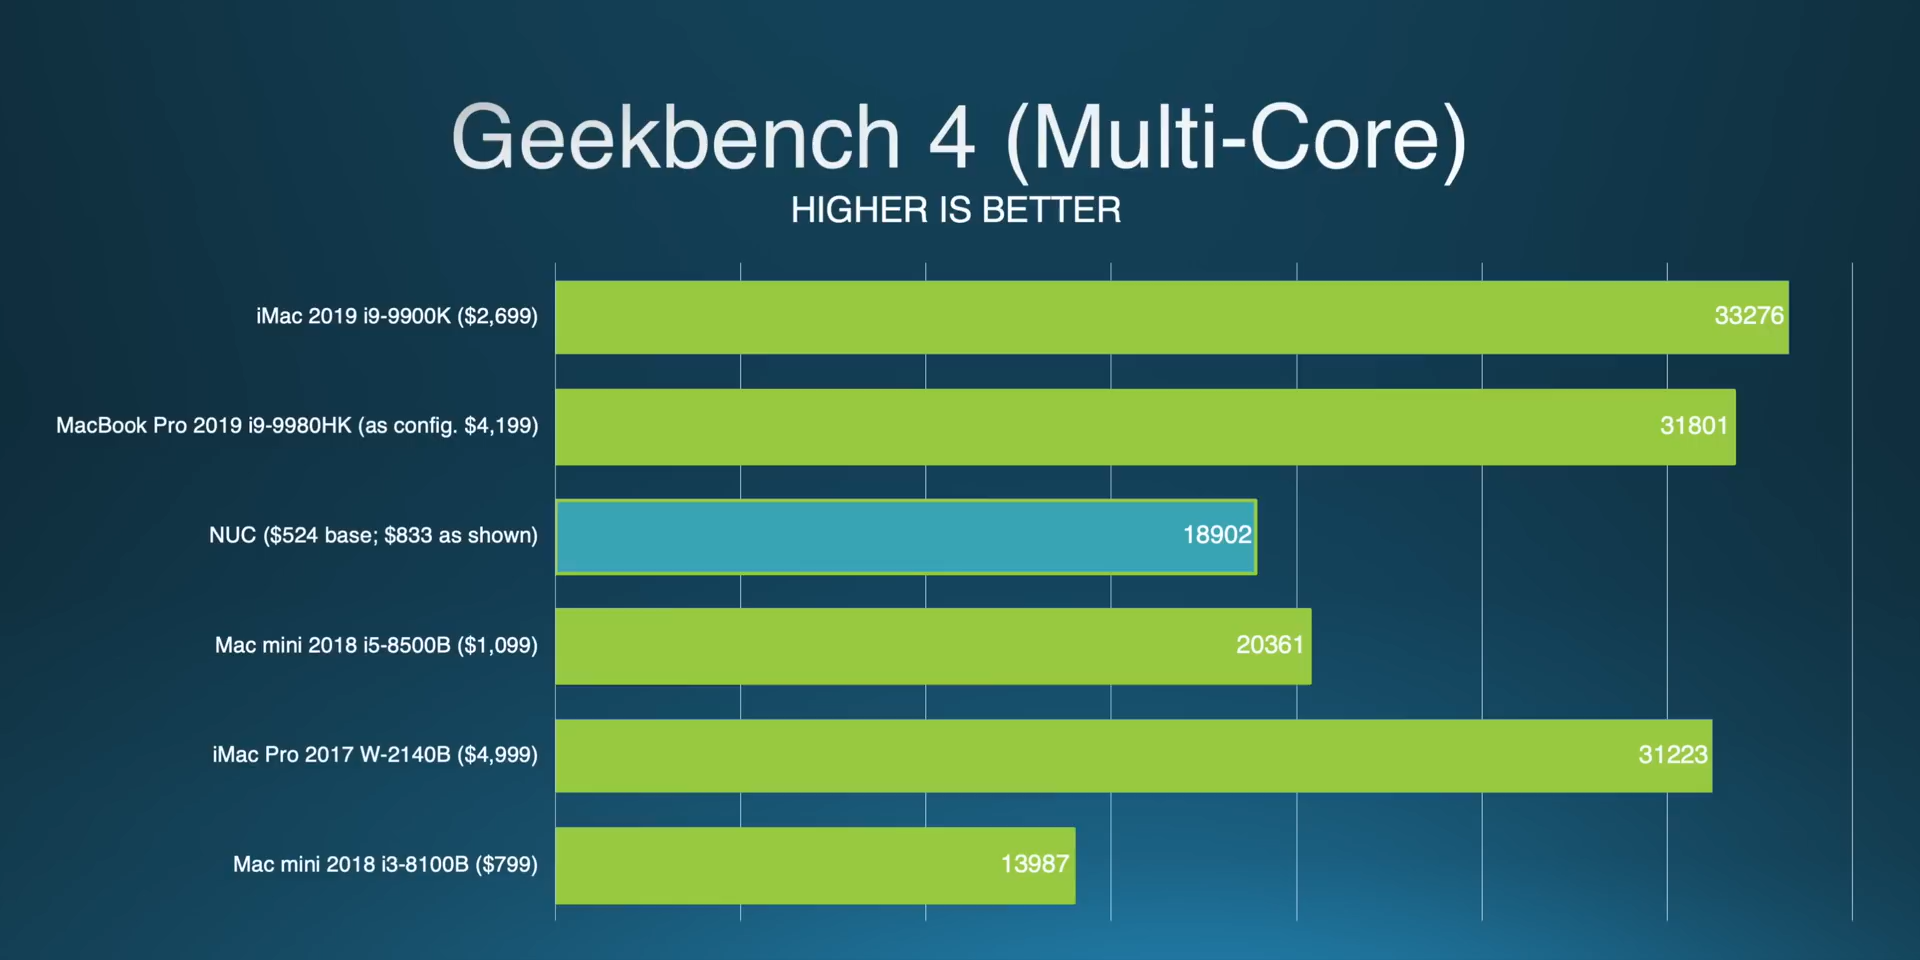 Geekbench 4 (Multi-Core)
HIGHER IS BETTER
iMac 2019 i9-9900K ($2,699)
33276
MacBook Pro 2019 i9-9980HK (as config. $4,199)
31801
NUC ($524 base; $833 as shown)
18902
Mac mini 2018 i5-8500B ($1,099)
20361
iMac Pro 2017 W-2140B ($4,999)
31223
Mac mini 2018 i3-8100B ($799)
13987